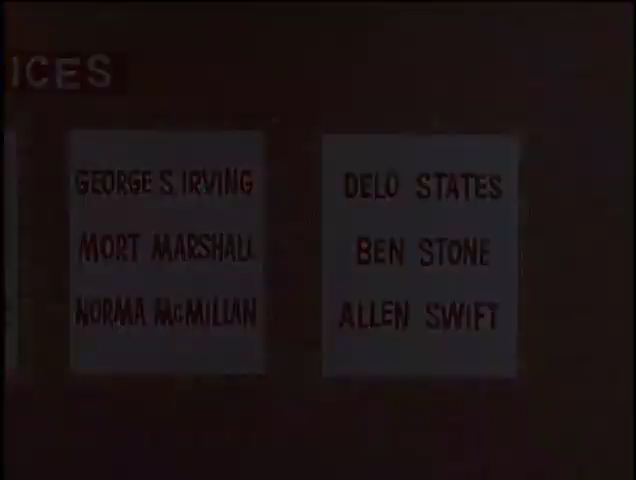 ICES
GEORGE S. IRVING
MORT MARSHALL
NORMA McMILLAN
DELO STATES
BEN STONE
ALLEN SWIFT